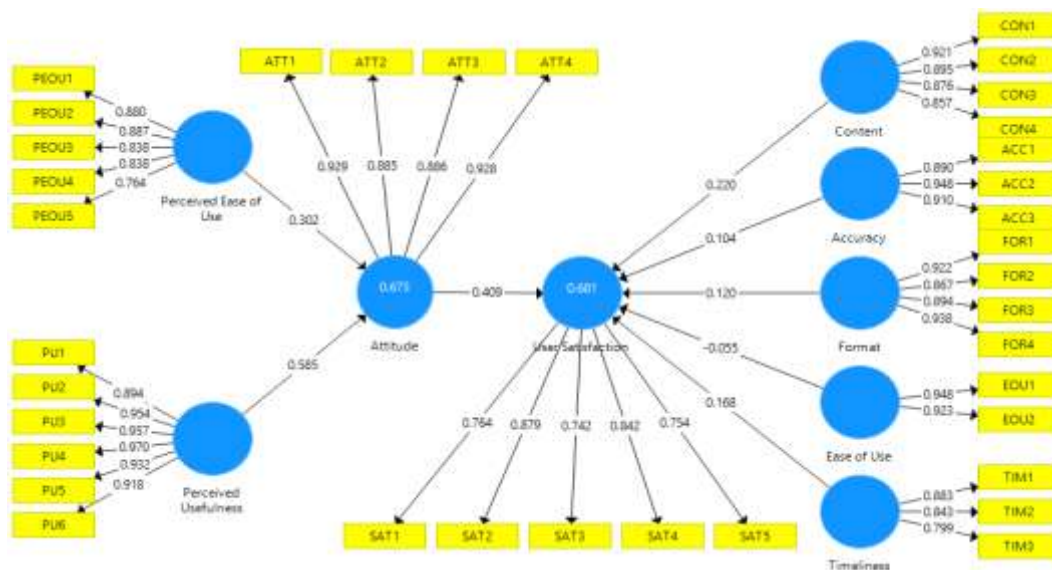 PEOU1
PEOU2
PEOU3
PEOU4
PEOU5
0.880
0.887
0.838
0.838
0.764
Perceived Ease of
Use
0.302
ATT1
ATT2
ATT3
ATT4
0.929
0.885
0.886
0.928
0.673
Attitude
0.409
PU1
PU2
PU3
PU4
PU5
PU6
0.894
0.954
0.957
0.970
0.932
0.918
Perceived
Usefulness
0.585
User Satisfaction
0.764
0.879
0.742
0.842
0.754
SAT1
SAT2
SAT3
SAT4
SAT5
0.220
0.104
0.120
-0.055
0.168
Content
0.921
0.895
0.876
0.857
CON1
CON2
CON3
CON4
Accuracy
0.890
0.910
ACC1
ACC2
ACC3
Format
0.922
0.867
0.894
0.938
FOR1
FOR2
FOR3
FOR4
Ease of Use
0.923
EOU1
EOU2
Timeliness
0.883
0.843
0.799
TIM1
TIM2
TIM3